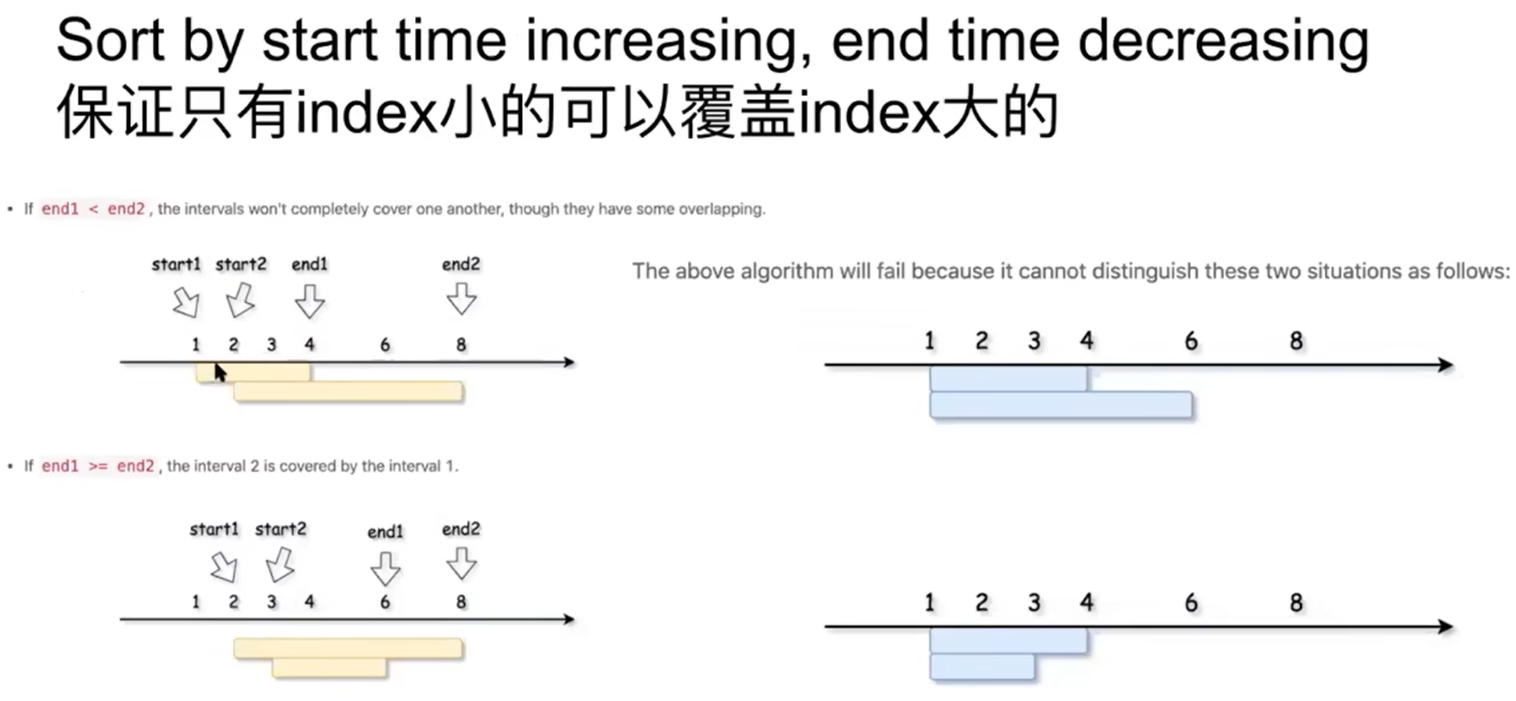 Sort by start time increasing, end time decreasing
保证只有index小的可以覆盖index大的
• If end1 < end2, the intervals won't completely cover one another, though they have some overlapping.
start1 start2 end1 end2
1 2 3 4 6 8
The above algorithm will fail because it cannot distinguish these two situations as follows:
1 2 3 4 6 8
• If end1 >= end2, the interval 2 is covered by the interval 1.
start1 start2 end1 end2
1 2 3 4 6 8
1 2 3 4 6 8